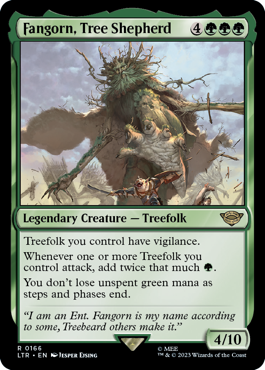 Fangorn, Tree Shepherd 4
Legendary Creature — Treefolk
Treefolk you control have vigilance.
Whenever one or more Treefolk you
control attack, add twice that much .
You don't lose unspent green mana as
steps and phases end.
"I am an Ent. Fangorn is my name according
to some, Treebeard others make it."
4/10
R 0166
LTR • EN Jesper Ejsing
© MEE
™ & © 2023 Wizards of the Coast